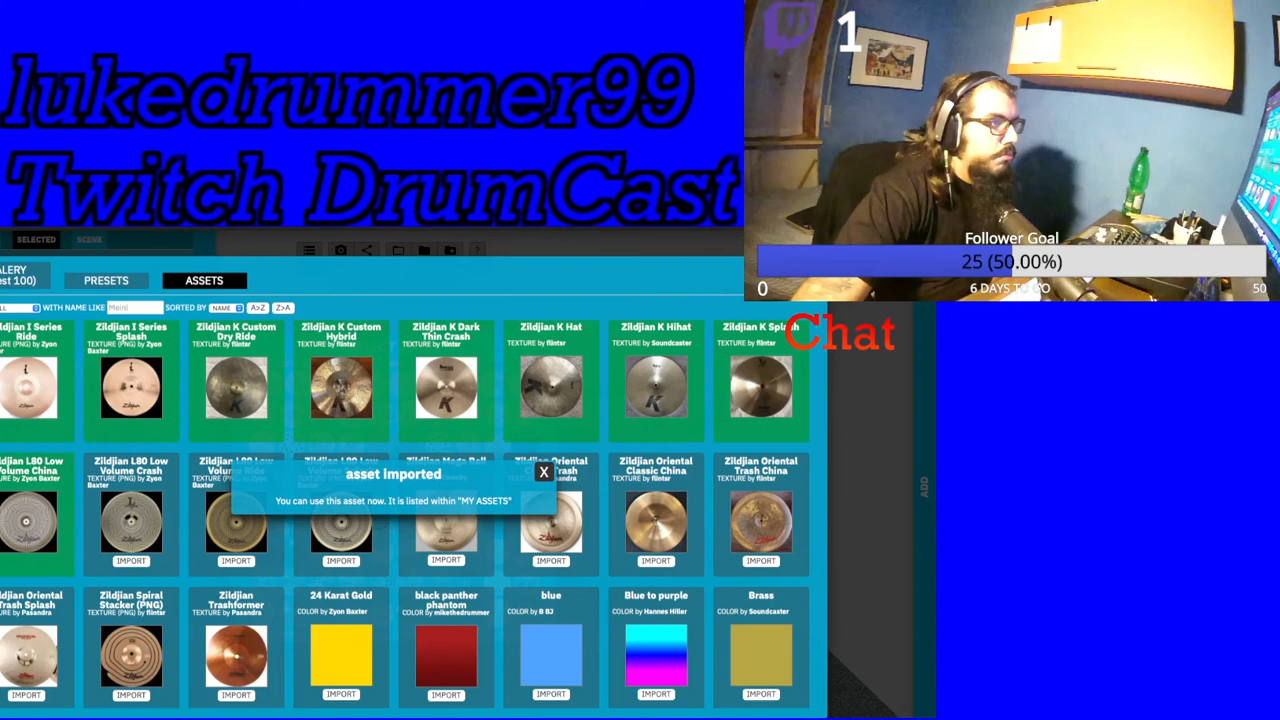 lukedrummer99
Twitch DrumCast
1
Follower Goal
25 (50.00%)
0
6 DAYS TO GO
50
Chat
SELECTED
SCENE
?
ALERY
est 100)
PRESETS
ASSETS
WITH NAME LIKE
Meinl
SORTED BY
NAME
A>Z
Z>A
ldjian I Series
Ride
TEXTURE (PNG) by Zyon
Baxter
Zildjian I Series
Splash
TEXTURE (PNG) by Zyon
Baxter
Zildjian K Custom
Dry Ride
TEXTURE by flintsr
Zildjian K Custom
Hybrid
TEXTURE by flintsr
Zildjian K Dark
Thin Crash
TEXTURE by flintsr
Zildjian K Hat
TEXTURE by flintsr
Zildjian K Hihat
TEXTURE by Soundcaster
Zildjian K Splash
TEXTURE by flintsr
ldjian L80 Low
Volume China
URE by Zyon Baxter
Zildjian L80 Low
Volume Crash
TEXTURE (PNG) by Zyon
Baxter
IMPORT
IMPORT
IMPORT
IMPORT
IMPORT
Zildjian Oriental
Classic China
TEXTURE by flintsr
IMPORT
Zildjian Oriental
Trash China
TEXTURE by flintsr
IMPORT
asset imported
X
You can use this asset now. It is listed within "MY ASSETS"
ADD
ldjian Oriental
Trash Splash
TURE by Pasandra
IMPORT
Zildjian Spiral
Stacker (PNG)
TEXTURE (PNG) by flintsr
IMPORT
Zildjian
Trashformer
TEXTURE by Pasandra
IMPORT
24 Karat Gold
COLOR by Zyon Baxter
IMPORT
black panther
phantom
COLOR by mikethedrummer
IMPORT
blue
COLOR by B BJ
IMPORT
Blue to purple
COLOR by Hannes Hiller
IMPORT
Brass
COLOR by Soundcaster
IMPORT